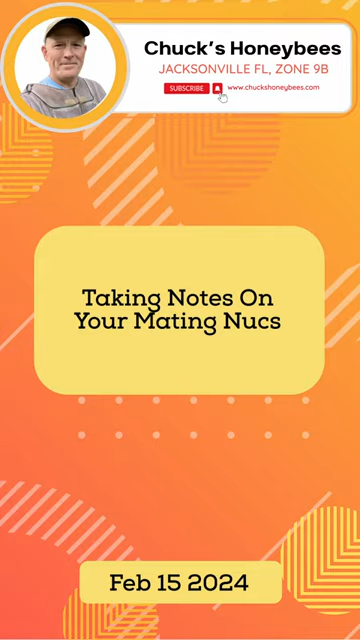 Chuck's Honeybees
JACKSONVILLE FL, ZONE 9B
SUBSCRIBE www.chuckshoneybees.com
Taking Notes On
Your Mating Nucs
Feb 15 2024